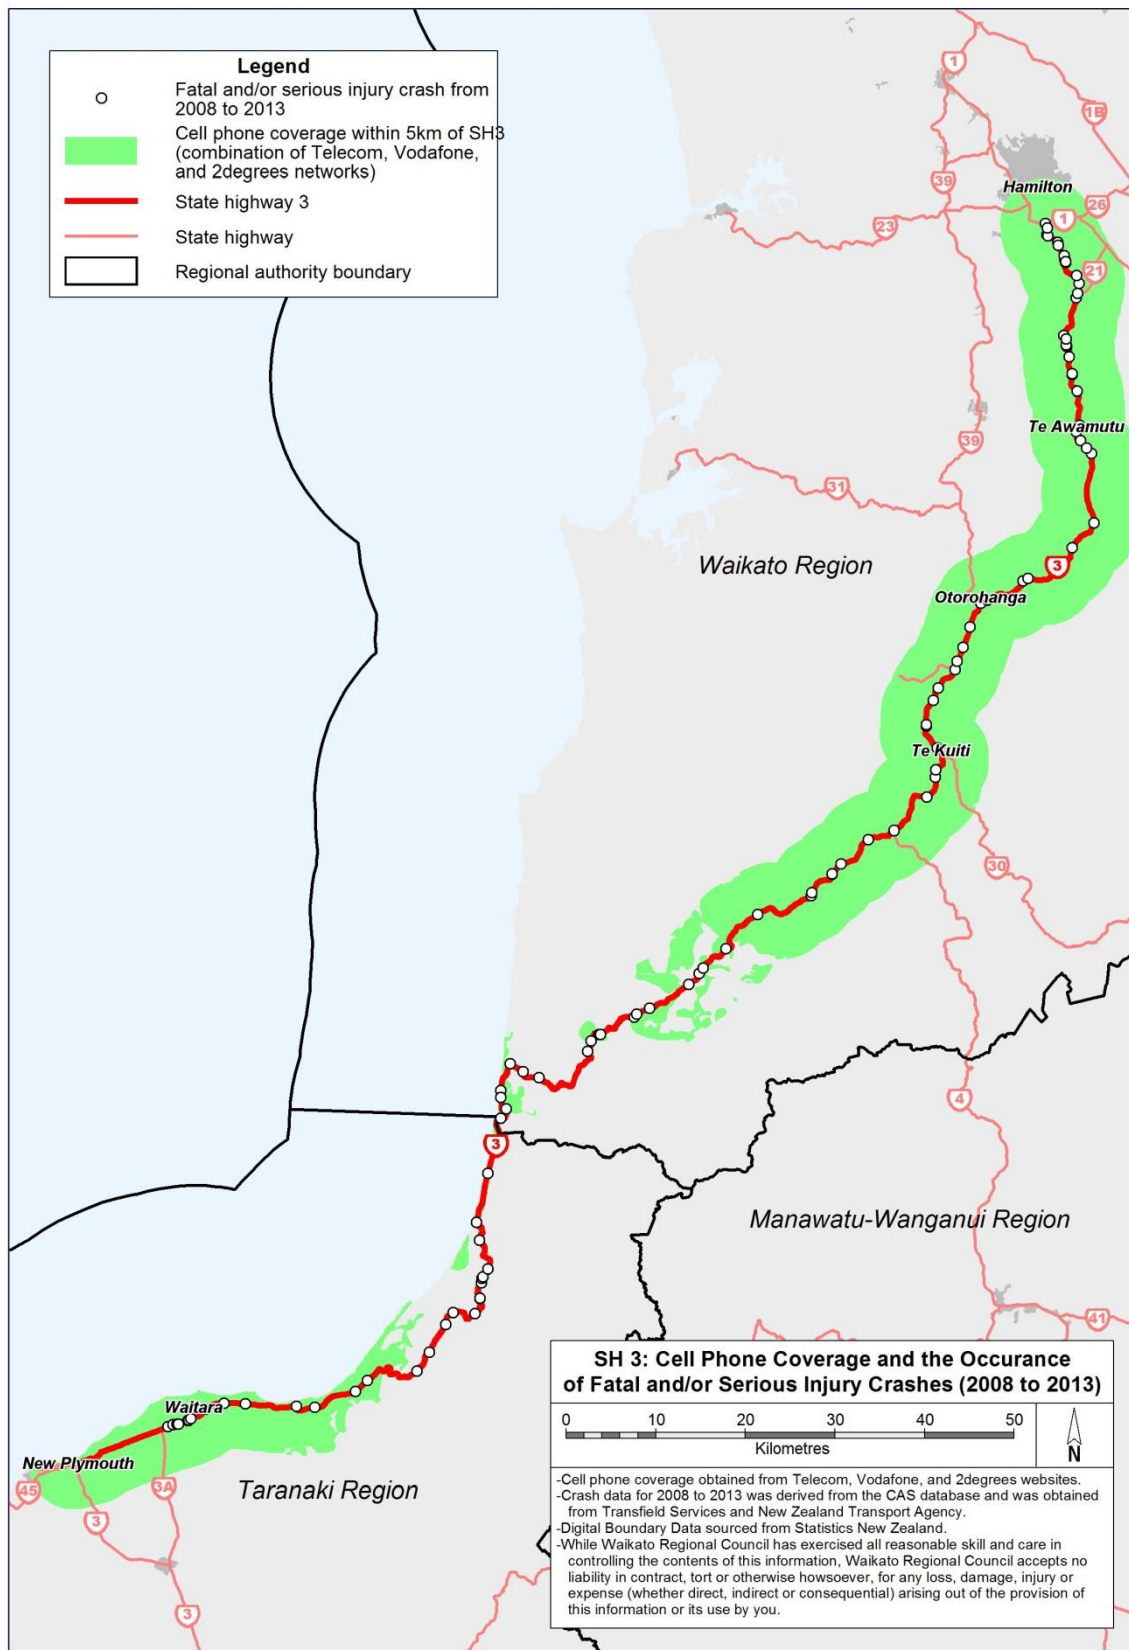 Legend
Fatal and/or serious injury crash from
2008 to 2013
Cell phone coverage within 5km of SH3
(combination of Telecom, Vodafone,
and 2degrees networks)
State highway 3
State highway
Regional authority boundary
1
1B
Hamilton
39
26
1
23
21
Te Awamutu
39
31
Waikato Region
3
Otorohanga
Te Kuiti
30
4
3
Manawatu-Wanganui Region
41
Waitara
New Plymouth
45
3A
Taranaki Region
3
3
SH 3: Cell Phone Coverage and the Occurance
of Fatal and/or Serious Injury Crashes (2008 to 2013)
0 10 20 30 40 50
Kilometres
N
-Cell phone coverage obtained from Telecom, Vodafone, and 2degrees websites.
-Crash data for 2008 to 2013 was derived from the CAS database and was obtained
from Transfield Services and New Zealand Transport Agency.
-Digital Boundary Data sourced from Statistics New Zealand.
-While Waikato Regional Council has exercised all reasonable skill and care in
controlling the contents of this information, Waikato Regional Council accepts no
liability in contract, tort or otherwise howsoever, for any loss, damage, injury or
expense (whether direct, indirect or consequential) arising out of the provision of
this information or its use by you.